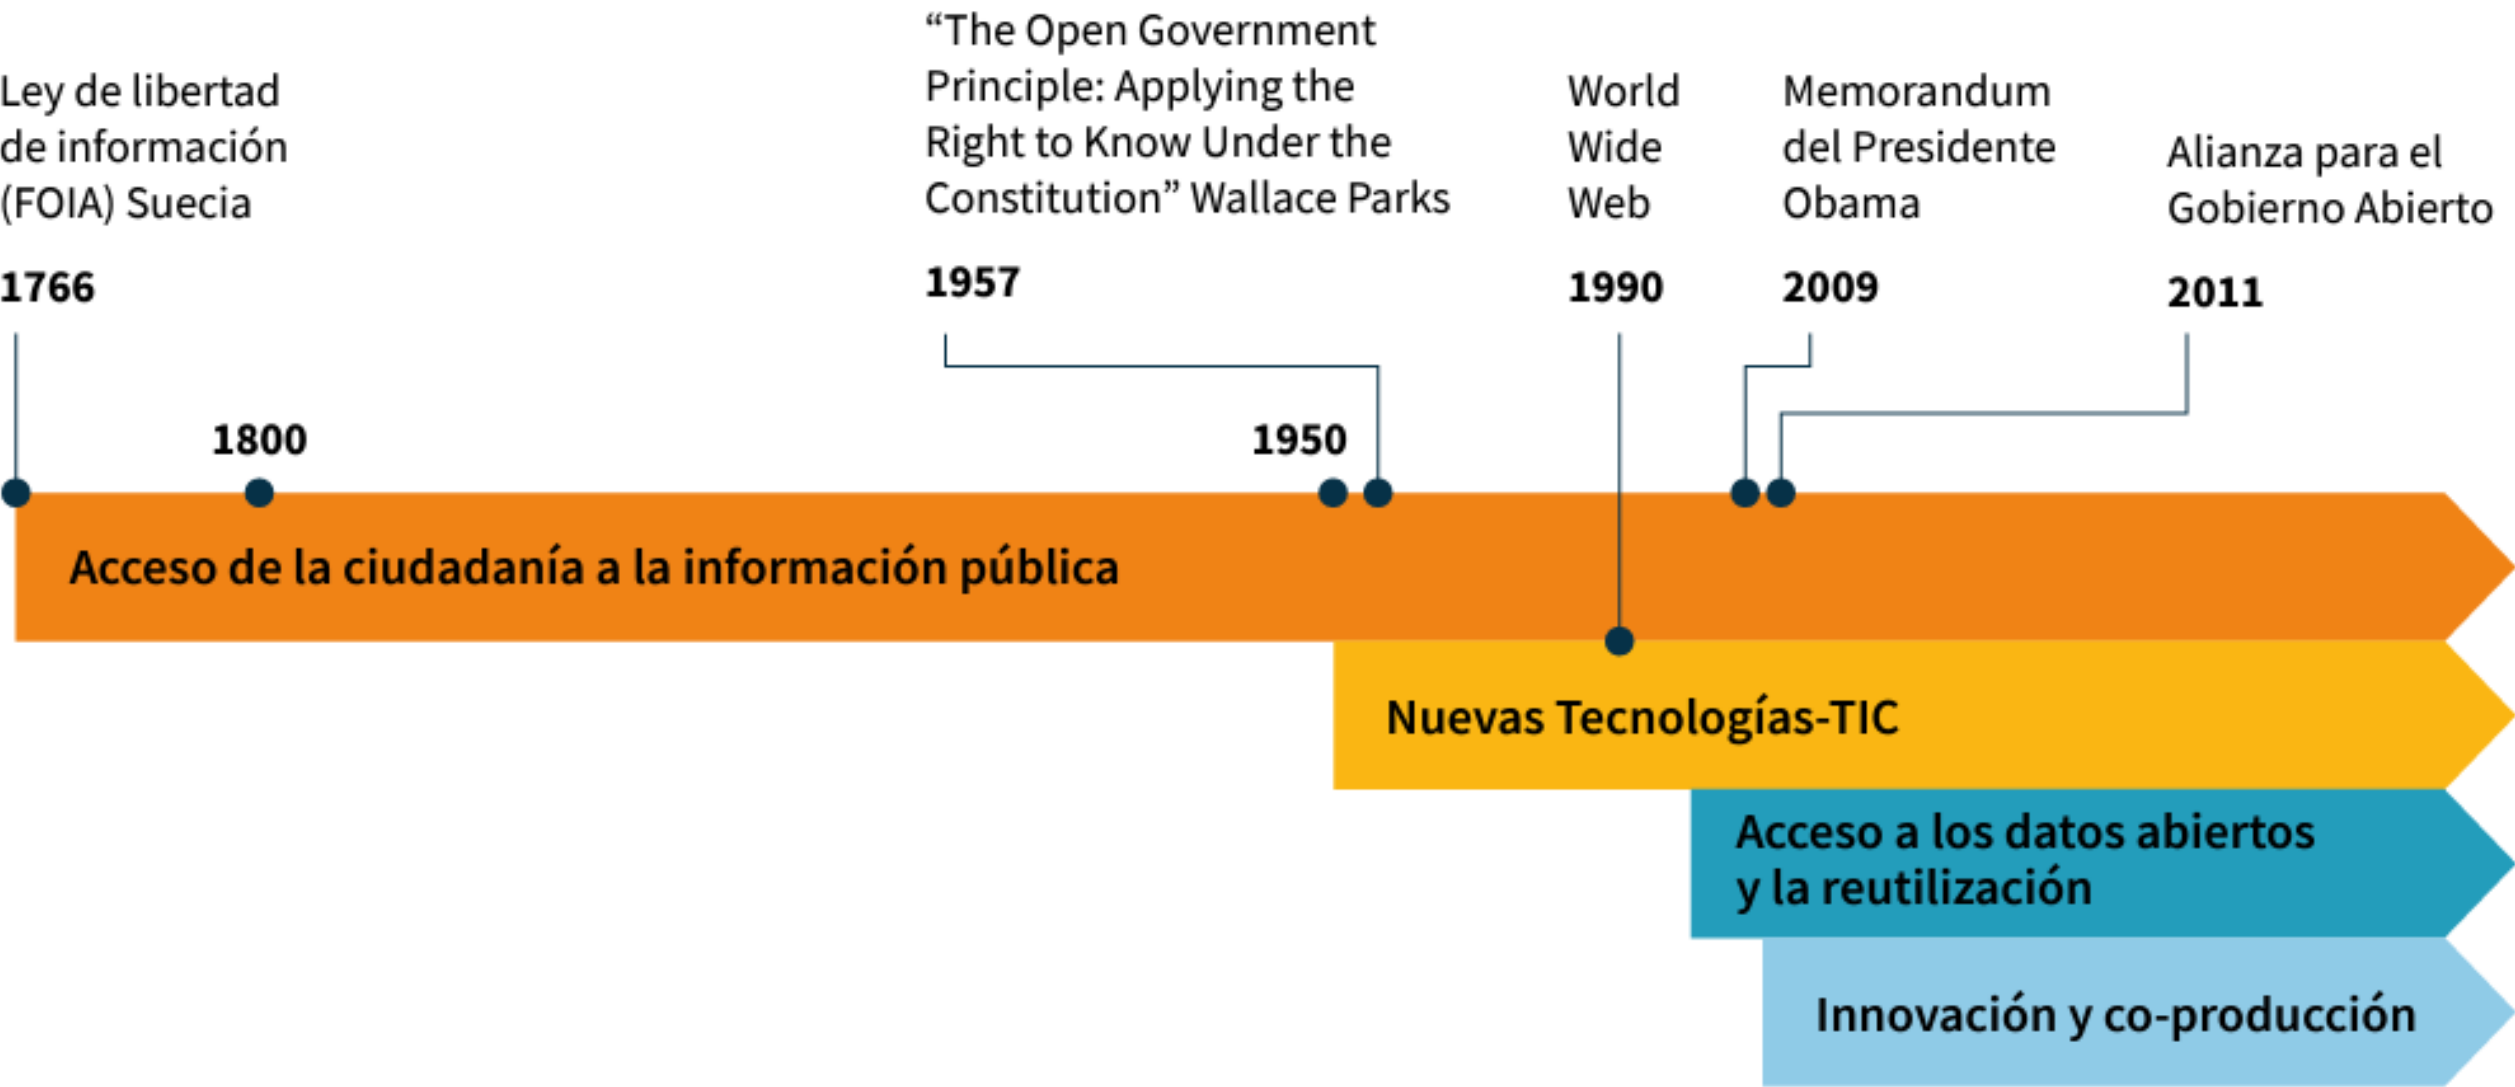 Ley de libertad
de información
(FOIA) Suecia
1766
“The Open Government
Principle: Applying the
Right to Know Under the
Constitution” Wallace Parks
1957
World
Wide
Web
1990
Memorandum
del Presidente
Obama
2009
Alianza para el
Gobierno Abierto
2011
1800
1950
Acceso de la ciudadanía a la información pública
Nuevas Tecnologías-TIC
Acceso a los datos abiertos
y la reutilización
Innovación y co-producción